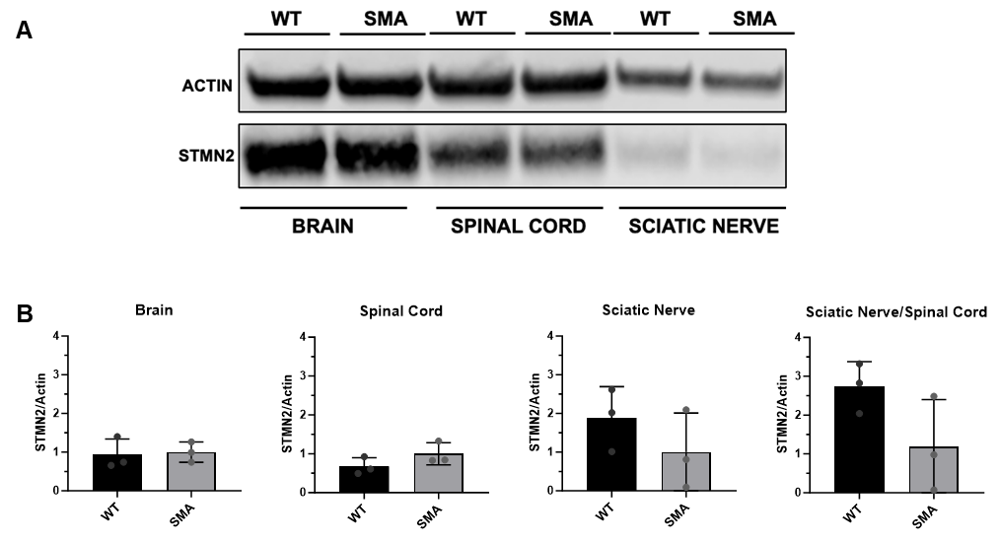 A
WT SMA WT SMA WT SMA
ACTIN
STMN2
BRAIN SPINAL CORD SCIATIC NERVE
B
Brain
STMN2/Actin
4
3
2
1
0
WT
SMA
Spinal Cord
STMN2/Actin
4
3
2
1
0
WT
SMA
Sciatic Nerve
STMN2/Actin
4
3
2
1
0
WT
SMA
Sciatic Nerve/Spinal Cord
STMN2/Actin
4
3
2
1
0
WT
SMA